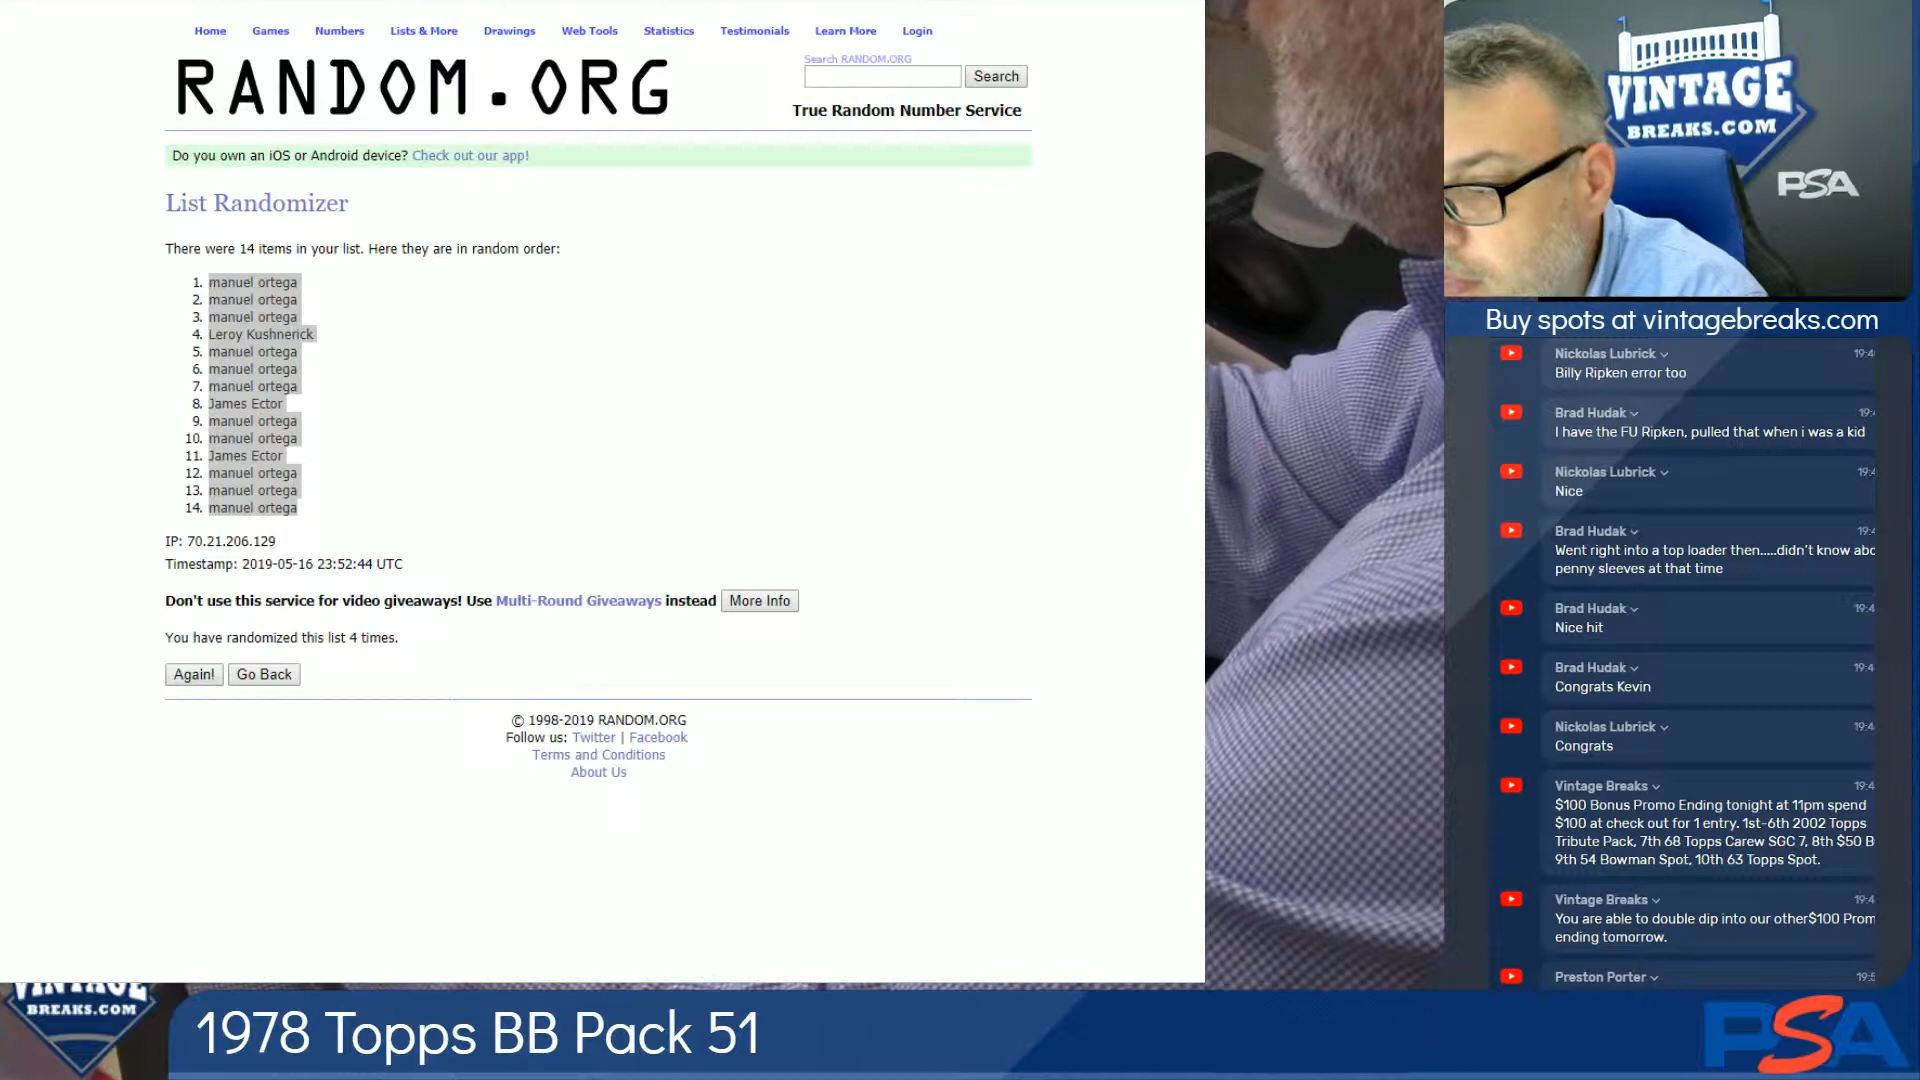 Home Games Numbers Lists & More Drawings Web Tools Statistics Testimonials Learn More Login
RANDOM.ORG
Search RANDOM.ORG
Search
True Random Number Service
Do you own an iOS or Android device? Check out our app!
List Randomizer
There were 14 items in your list. Here they are in random order:
1. manuel ortega
2. manuel ortega
3. manuel ortega
4. Leroy Kushnerick
5. manuel ortega
6. manuel ortega
7. manuel ortega
8. James Ector
9. manuel ortega
10. manuel ortega
11. James Ector
12. manuel ortega
13. manuel ortega
14. manuel ortega
IP: 70.21.206.129
Timestamp: 2019-05-16 23:52:44 UTC
Don't use this service for video giveaways! Use Multi-Round Giveaways instead More Info
You have randomized this list 4 times.
Again! Go Back
© 1998-2019 RANDOM.ORG
Follow us: Twitter | Facebook
Terms and Conditions
About Us
VINTAGE
BREAKS.COM
PSA
Buy spots at vintagebreaks.com
Nickolas Lubrick
Billy Ripken error too
Brad Hudak
I have the FU Ripken, pulled that when i was a kid
Nickolas Lubrick
Nice
Brad Hudak
Went right into a top loader then.....didn't know abo
penny sleeves at that time
Brad Hudak
Nice hit
Brad Hudak
Congrats Kevin
Nickolas Lubrick
Congrats
Vintage Breaks
$100 Bonus Promo Ending tonight at 11pm spend
$100 at check out for 1 entry. 1st-6th 2002 Topps
Tribute Pack, 7th 68 Topps Carew SGC 7, 8th $50 B
9th 54 Bowman Spot, 10th 63 Topps Spot.
Vintage Breaks
You are able to double dip into our other$100 Prom
ending tomorrow.
Preston Porter
VINTAGE
BREAKS.COM
1978 Topps BB Pack 51
PSA